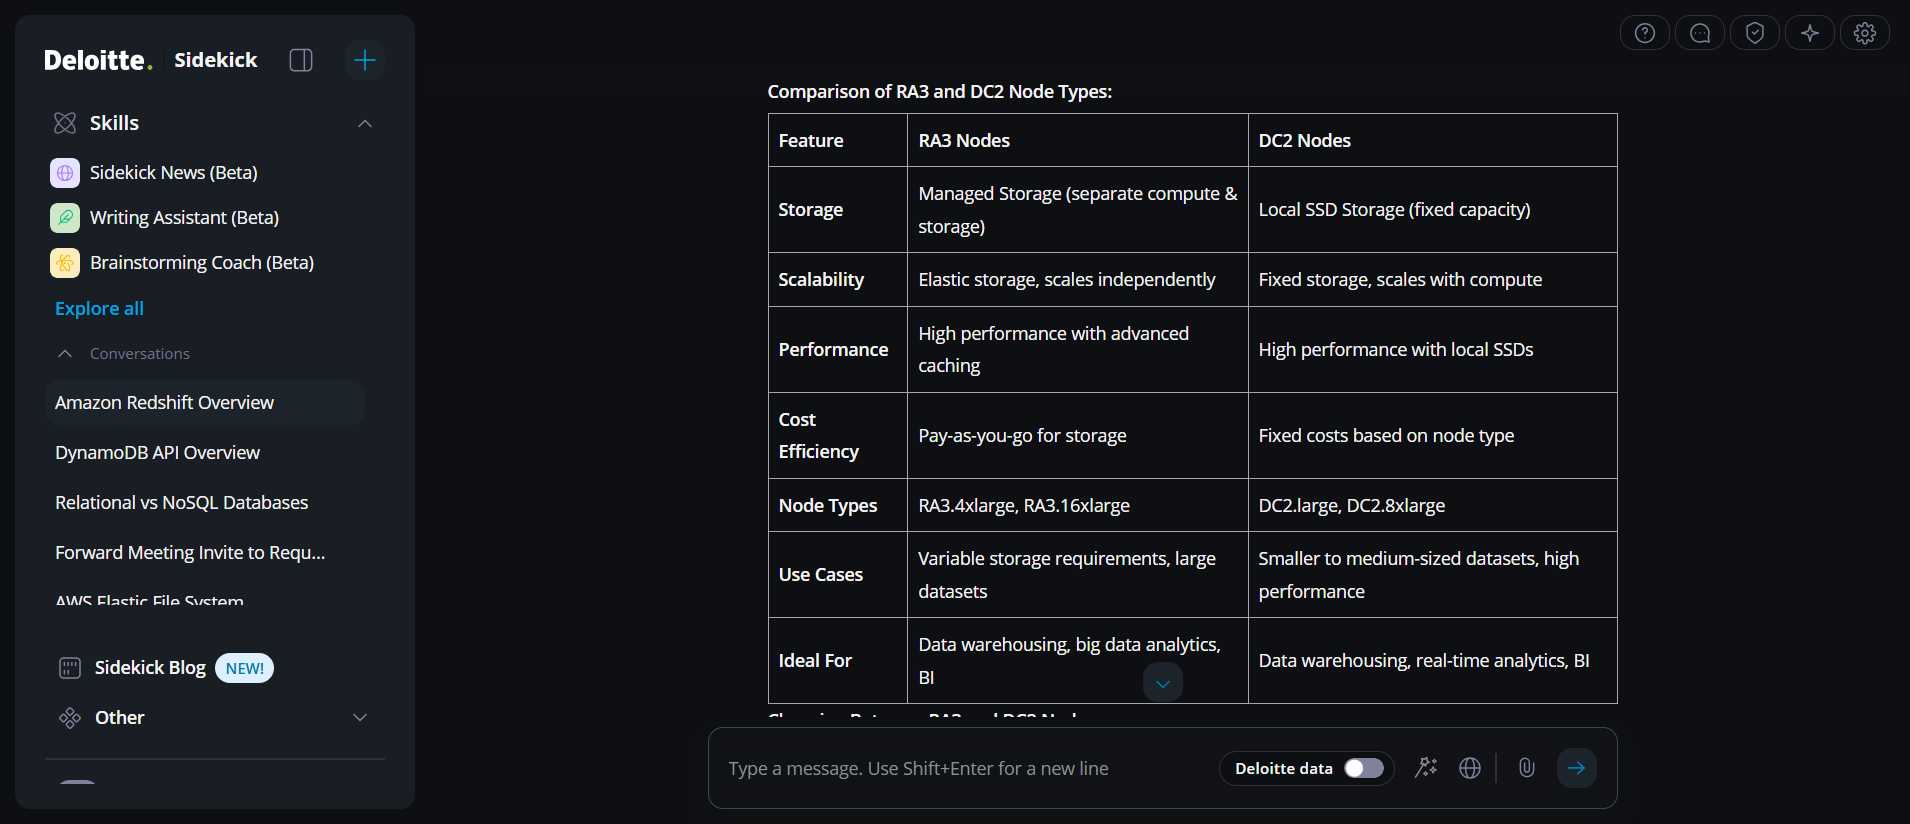 Deloitte. Sidekick
Skills
Sidekick News (Beta)
Writing Assistant (Beta)
Brainstorming Coach (Beta)
Explore all
Conversations
Amazon Redshift Overview
DynamoDB API Overview
Relational vs NoSQL Databases
Forward Meeting Invite to Requ...
AWS Elastic File System
Sidekick Blog NEW!
Other
Comparison of RA3 and DC2 Node Types:
Feature RA3 Nodes DC2 Nodes
Storage
Managed Storage (separate compute &
storage)
Local SSD Storage (fixed capacity)
Scalability Elastic storage, scales independently Fixed storage, scales with compute
Performance
High performance with advanced
caching
High performance with local SSDs
Cost
Efficiency
Pay-as-you-go for storage
Fixed costs based on node type
Node Types RA3.4xlarge, RA3.16xlarge DC2.large, DC2.8xlarge
Use Cases
Variable storage requirements, large
datasets
Smaller to medium-sized datasets, high
performance
Ideal For
Data warehousing, big data analytics,
BI
Data warehousing, real-time analytics, BI
Type a message. Use Shift+Enter for a new line
Deloitte data